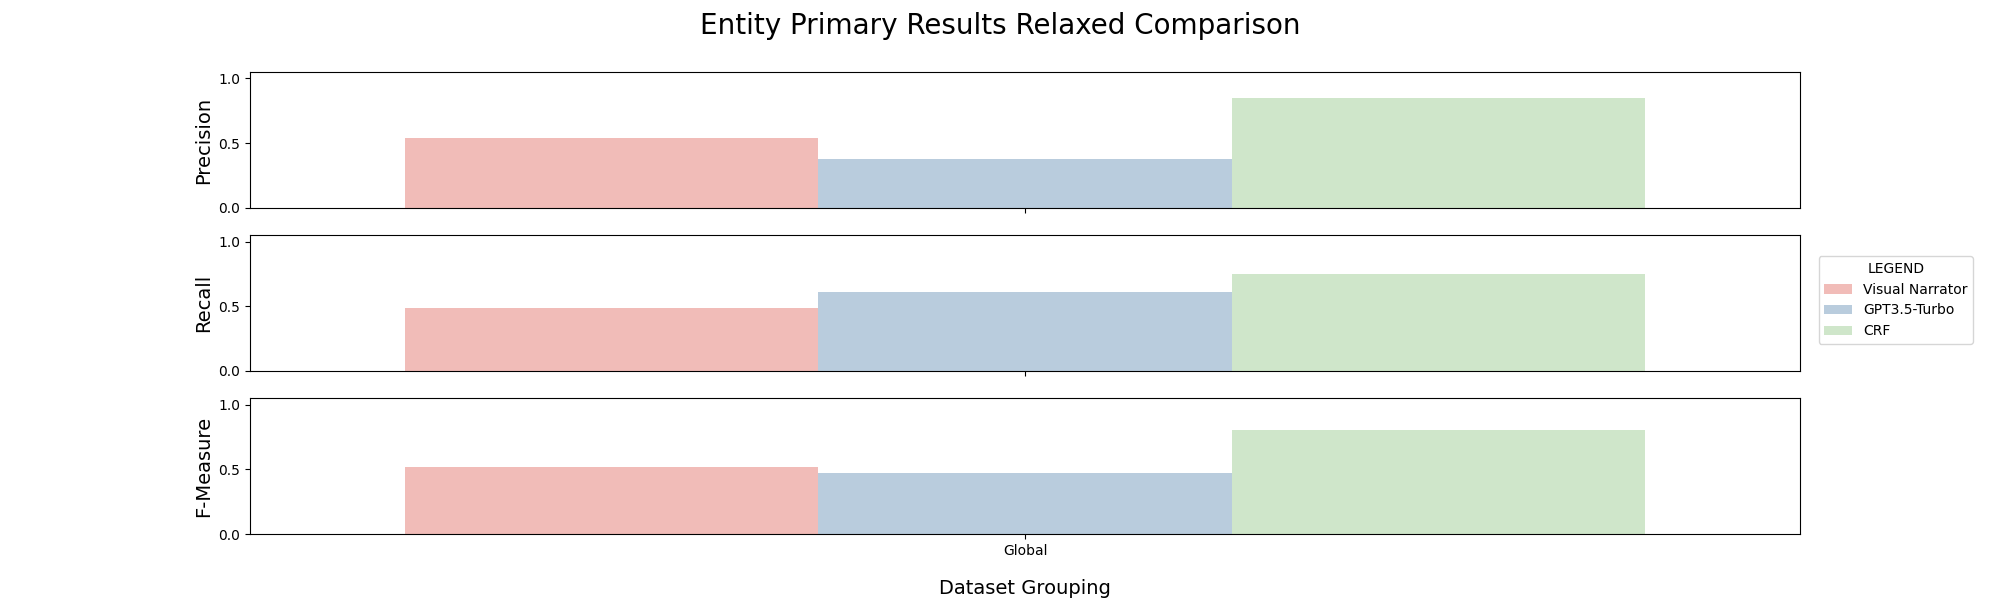 Entity Primary Results Relaxed Comparison
1.0
0.5
0.0
Precision
1.0
0.5
0.0
Recall
1.0
0.5
0.0
F-Measure
Global
Dataset Grouping
LEGEND
Visual Narrator
GPT3.5-Turbo
CRF